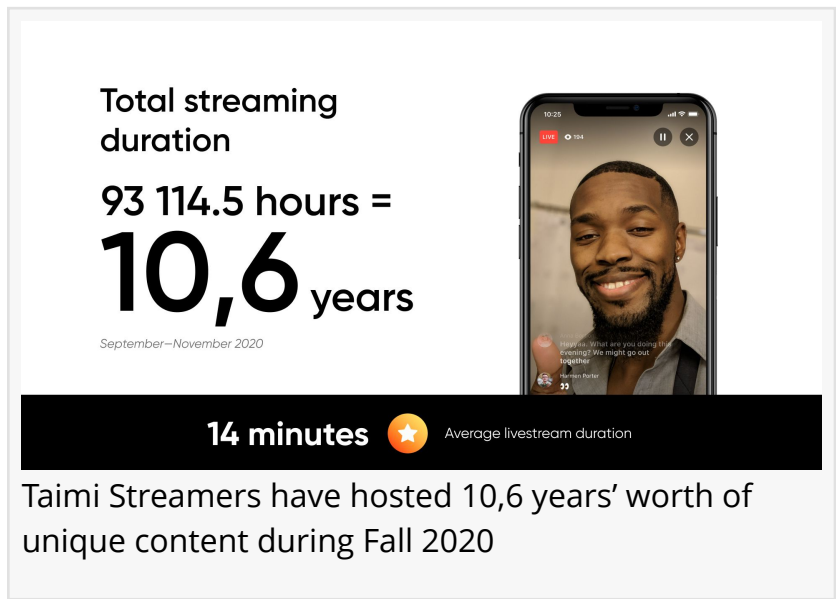 Total streaming
duration
93 114.5 hours =
10,6 years
September—November 2020
10:25
LIVE 194
Heyyaa. What are you doing this
evening? We might go out
together
Harmen Porter
14 minutes Average livestream duration
Taimi Streamers have hosted 10,6 years’ worth of
unique content during Fall 2020